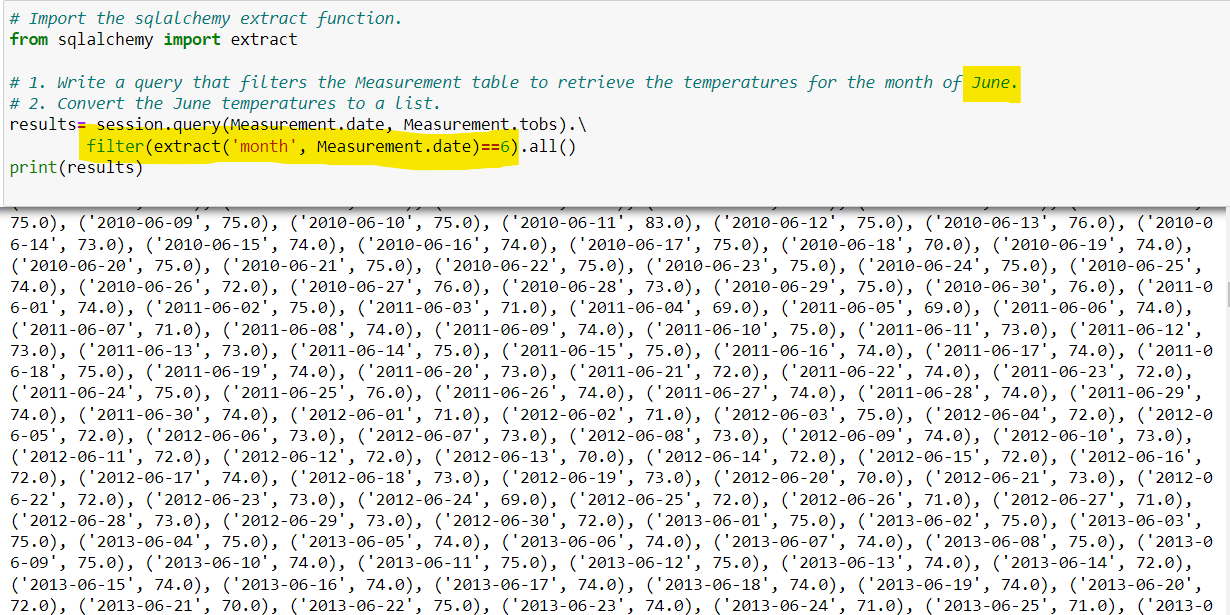 # Import the sqlalchemy extract function.
from sqlalchemy import extract
# 1. Write a query that filters the Measurement table to retrieve the temperatures for the month of June.
# 2. Convert the June temperatures to a list.
results= session.query(Measurement.date, Measurement.tobs).\
filter(extract('month', Measurement.date)==6).all()
print(results)
75.0), ('2010-06-09', 75.0), ('2010-06-10', 75.0), ('2010-06-11', 83.0), ('2010-06-12', 75.0), ('2010-06-13', 76.0), ('2010-0
6-14', 73.0), ('2010-06-15', 74.0), ('2010-06-16', 74.0), ('2010-06-17', 75.0), ('2010-06-18', 70.0), ('2010-06-19', 74.0),
('2010-06-20', 75.0), ('2010-06-21', 75.0), ('2010-06-22', 75.0), ('2010-06-23', 75.0), ('2010-06-24', 75.0), ('2010-06-25',
74.0), ('2010-06-26', 72.0), ('2010-06-27', 76.0), ('2010-06-28', 73.0), ('2010-06-29', 75.0), ('2010-06-30', 76.0), ('2011-0
6-01', 74.0), ('2011-06-02', 75.0), ('2011-06-03', 71.0), ('2011-06-04', 69.0), ('2011-06-05', 69.0), ('2011-06-06', 74.0),
('2011-06-07', 71.0), ('2011-06-08', 74.0), ('2011-06-09', 74.0), ('2011-06-10', 75.0), ('2011-06-11', 73.0), ('2011-06-12',
73.0), ('2011-06-13', 73.0), ('2011-06-14', 75.0), ('2011-06-15', 75.0), ('2011-06-16', 74.0), ('2011-06-17', 74.0), ('2011-0
6-18', 75.0), ('2011-06-19', 74.0), ('2011-06-20', 73.0), ('2011-06-21', 72.0), ('2011-06-22', 74.0), ('2011-06-23', 72.0),
('2011-06-24', 75.0), ('2011-06-25', 76.0), ('2011-06-26', 74.0), ('2011-06-27', 74.0), ('2011-06-28', 74.0), ('2011-06-29',
74.0), ('2011-06-30', 74.0), ('2012-06-01', 71.0), ('2012-06-02', 71.0), ('2012-06-03', 75.0), ('2012-06-04', 72.0), ('2012-0
6-05', 72.0), ('2012-06-06', 73.0), ('2012-06-07', 73.0), ('2012-06-08', 73.0), ('2012-06-09', 74.0), ('2012-06-10', 73.0),
('2012-06-11', 72.0), ('2012-06-12', 72.0), ('2012-06-13', 70.0), ('2012-06-14', 72.0), ('2012-06-15', 72.0), ('2012-06-16',
72.0), ('2012-06-17', 74.0), ('2012-06-18', 73.0), ('2012-06-19', 73.0), ('2012-06-20', 70.0), ('2012-06-21', 73.0), ('2012-0
6-22', 72.0), ('2012-06-23', 73.0), ('2012-06-24', 69.0), ('2012-06-25', 72.0), ('2012-06-26', 71.0), ('2012-06-27', 71.0),
('2012-06-28', 73.0), ('2012-06-29', 73.0), ('2012-06-30', 72.0), ('2013-06-01', 75.0), ('2013-06-02', 75.0), ('2013-06-03',
75.0), ('2013-06-04', 75.0), ('2013-06-05', 74.0), ('2013-06-06', 74.0), ('2013-06-07', 74.0), ('2013-06-08', 75.0), ('2013-0
6-09', 75.0), ('2013-06-10', 74.0), ('2013-06-11', 75.0), ('2013-06-12', 75.0), ('2013-06-13', 74.0), ('2013-06-14', 72.0),
('2013-06-15', 74.0), ('2013-06-16', 74.0), ('2013-06-17', 74.0), ('2013-06-18', 74.0), ('2013-06-19', 74.0), ('2013-06-20',
72.0), ('2013-06-21', 70.0), ('2013-06-22', 75.0), ('2013-06-23', 74.0), ('2013-06-24', 71.0), ('2013-06-25', 71.0), ('2013-0